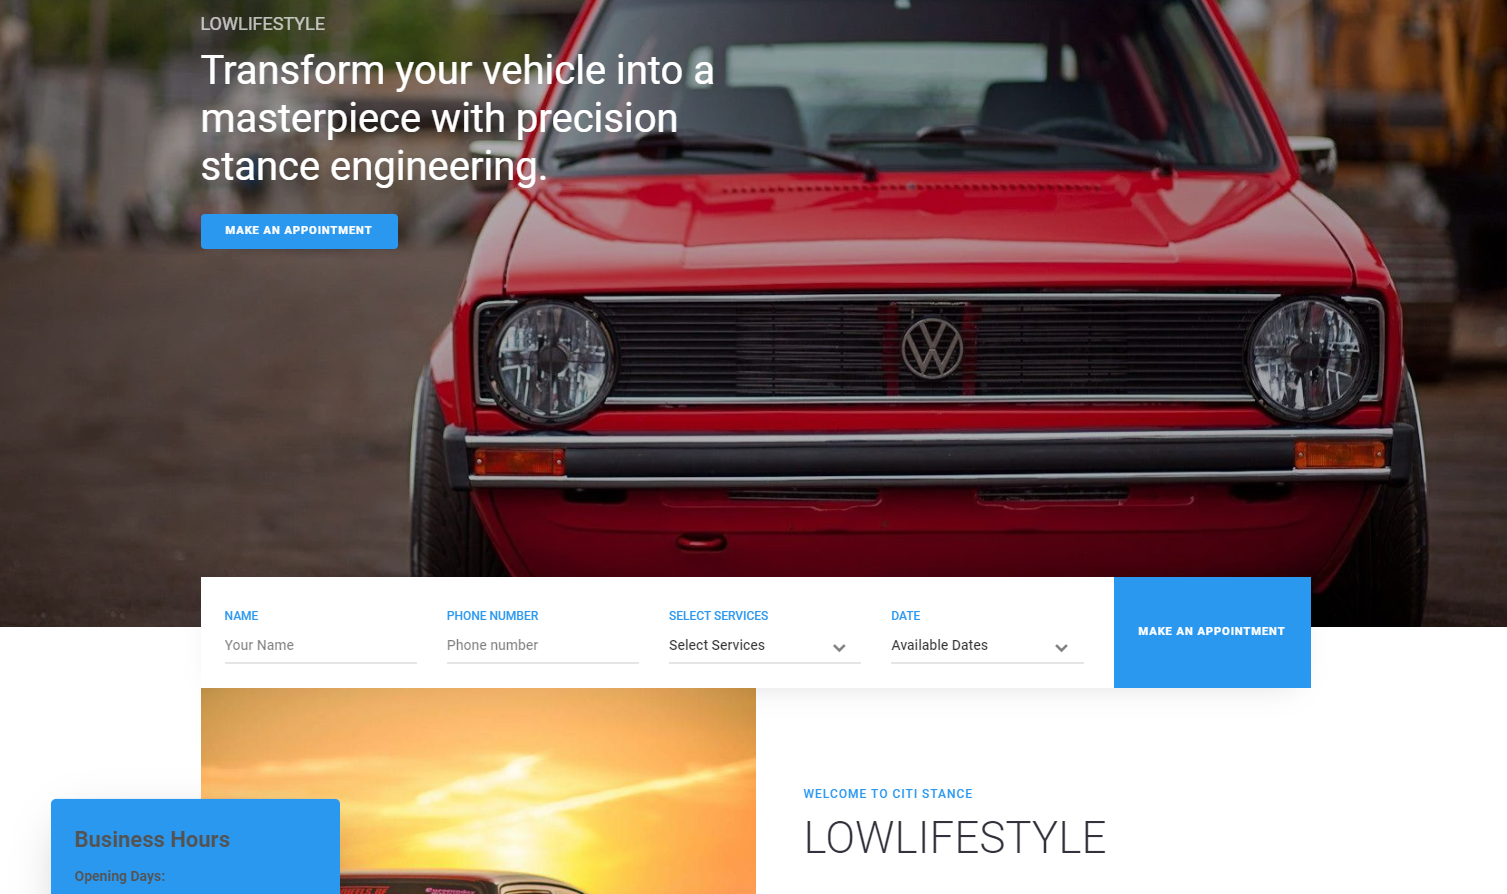 LOWLIFESTYLE
Transform your vehicle into a
masterpiece with precision
stance engineering.
MAKE AN APPOINTMENT
NAME
Your Name
PHONE NUMBER
Phone number
SELECT SERVICES
Select Services
DATE
Available Dates
MAKE AN APPOINTMENT
WELCOME TO CITI STANCE
LOWLIFESTYLE
Business Hours
Opening Days: